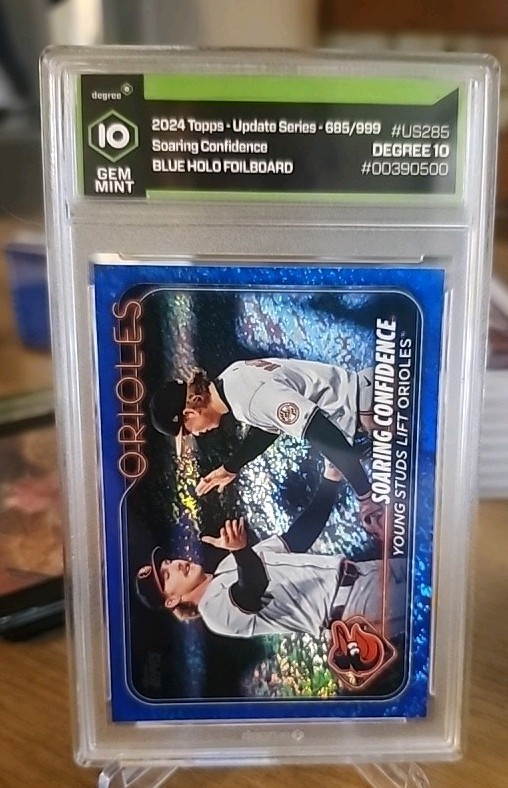 degree
10
GEM
MINT
2024 Topps - Update Series - 685/999 #US285
Soaring Confidence DEGREE 10
BLUE HOLO FOILBOARD #00390500
ORIOLES
SOARING CONFIDENCE
YOUNG STUDS LIFT ORIOLES